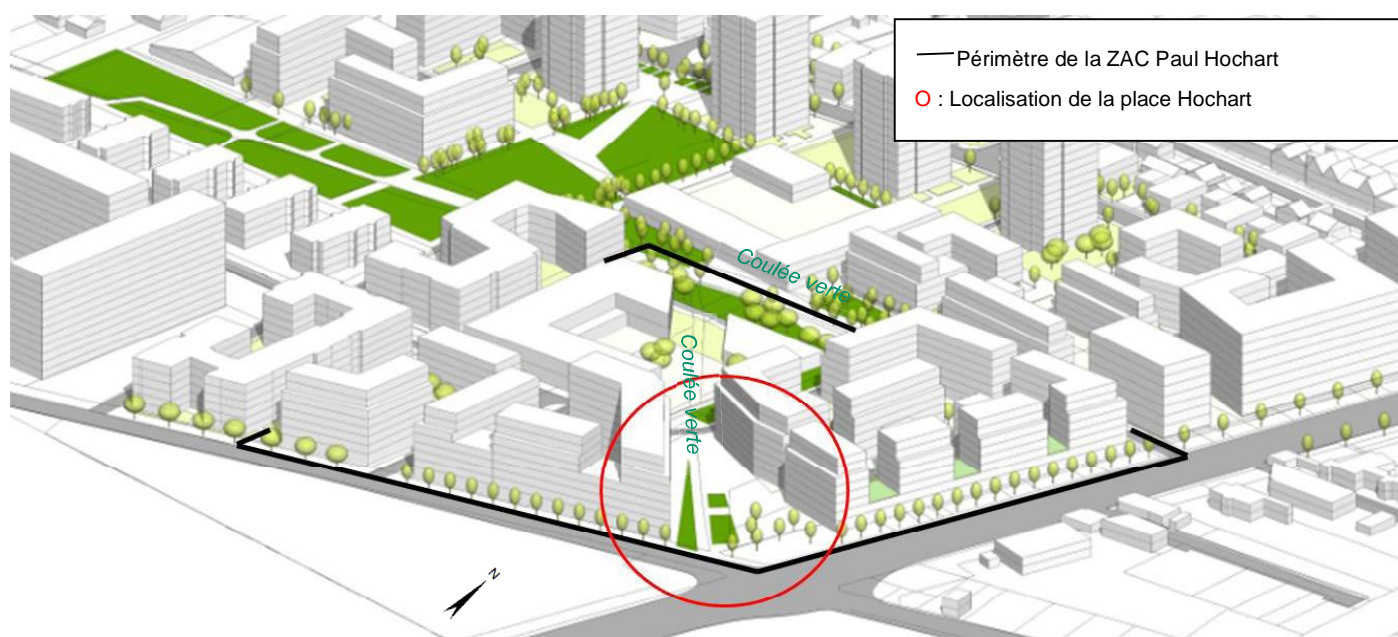 Périmètre de la ZAC Paul Hochart
O : Localisation de la place Hochart
Coulée verte
Coulée verte
N